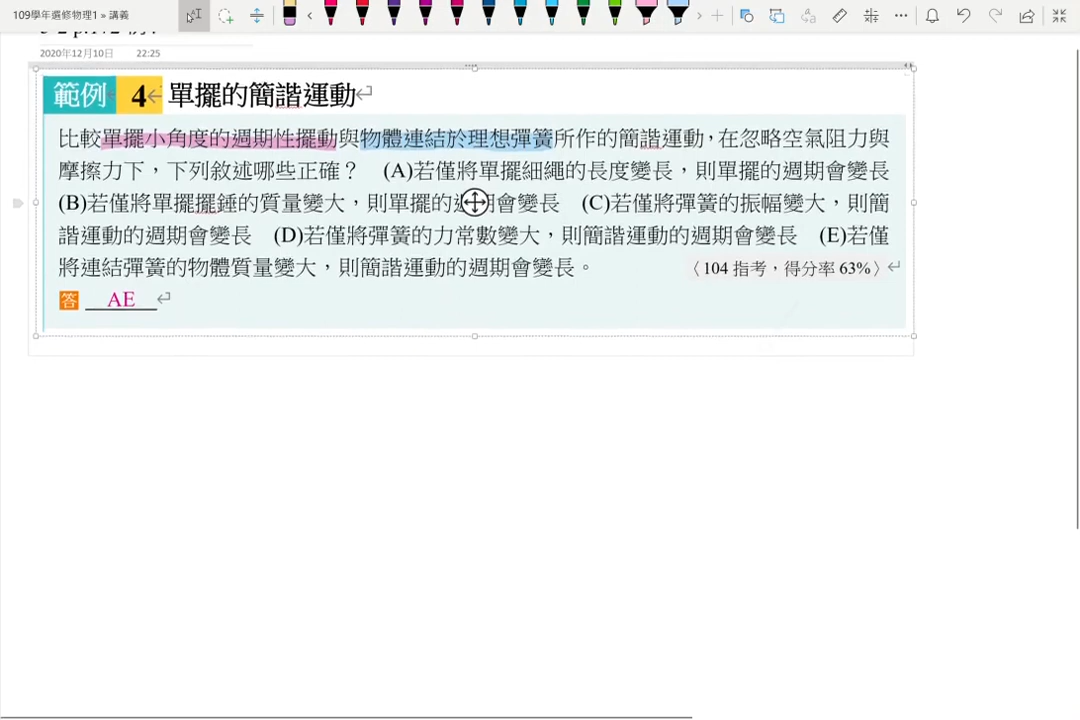 109學年選修物理1 » 講義
2020年12月10日 22:25
範例 4 單擺的簡諧運動
比較單擺小角度的週期性擺動與物體連結於理想彈簧所作的簡諧運動，在忽略空氣阻力與
摩擦力下，下列敘述哪些正確？ (A)若僅將單擺細繩的長度變長，則單擺的週期會變長
(B)若僅將單擺擺錘的質量變大，則單擺的週期會變長 (C)若僅將彈簧的振幅變大，則簡
諧運動的週期會變長 (D)若僅將彈簧的力常數變大，則簡諧運動的週期會變長 (E)若僅
將連結彈簧的物體質量變大，則簡諧運動的週期會變長。 〈104 指考，得分率 63%〉
答 AE